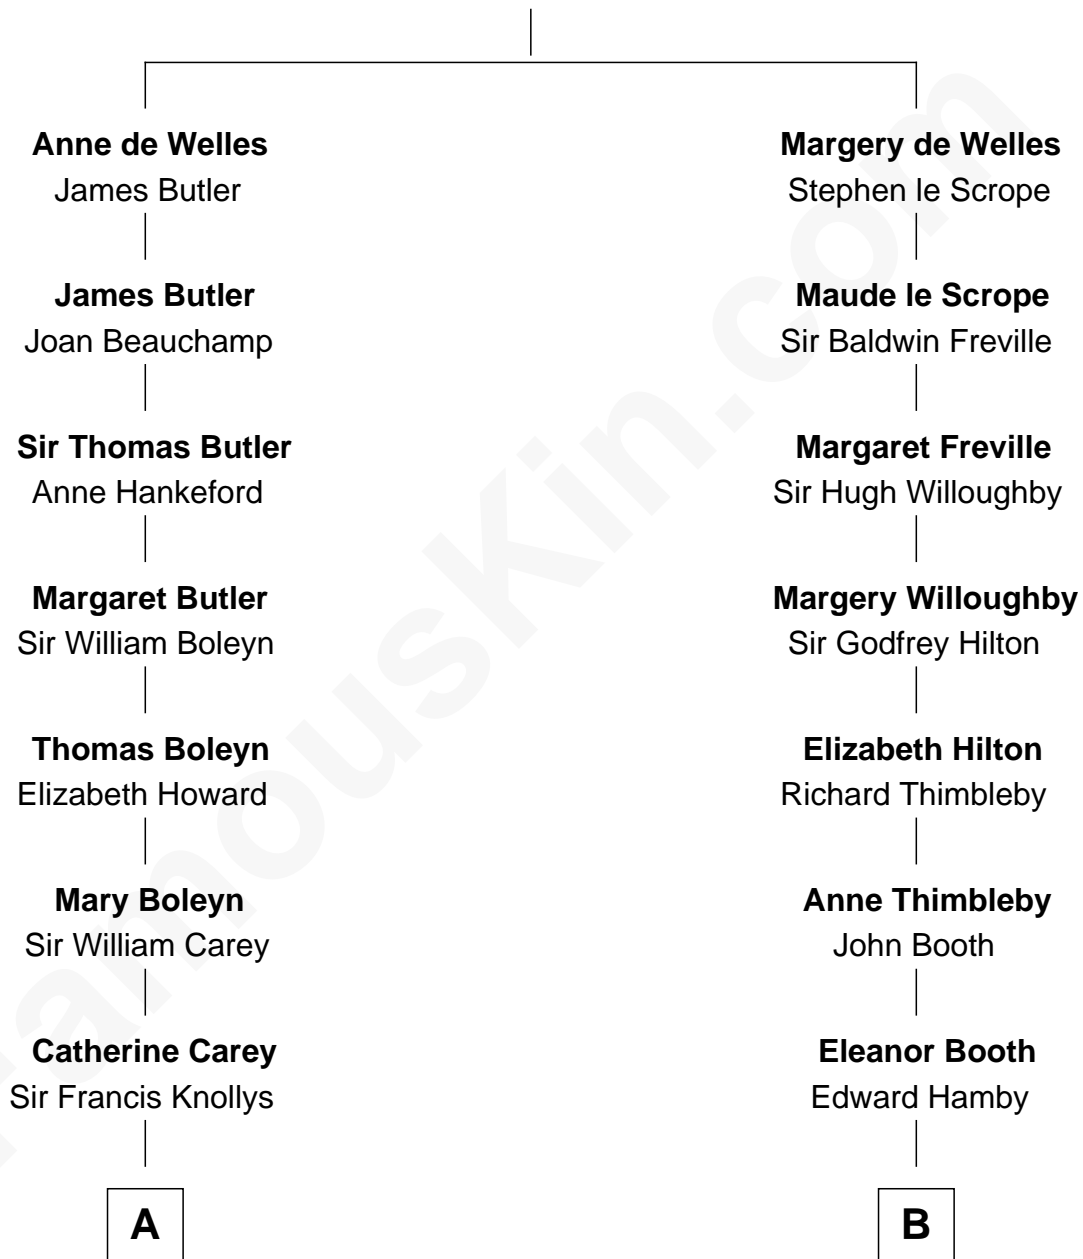 Anne de Welles
James Butler
James Butler
Joan Beauchamp
Sir Thomas Butler
Anne Hankeford
Margaret Butler
Sir William Boleyn
Thomas Boleyn
Elizabeth Howard
Mary Boleyn
Sir William Carey
Catherine Carey
Sir Francis Knollys
A
Margery de Welles
Stephen le Scrope
Maude le Scrope
Sir Baldwin Freville
Margaret Freville
Sir Hugh Willoughby
Margery Willoughby
Sir Godfrey Hilton
Elizabeth Hilton
Richard Thimbleby
Anne Thimbleby
John Booth
Eleanor Booth
Edward Hamby
B
FamousKin.com